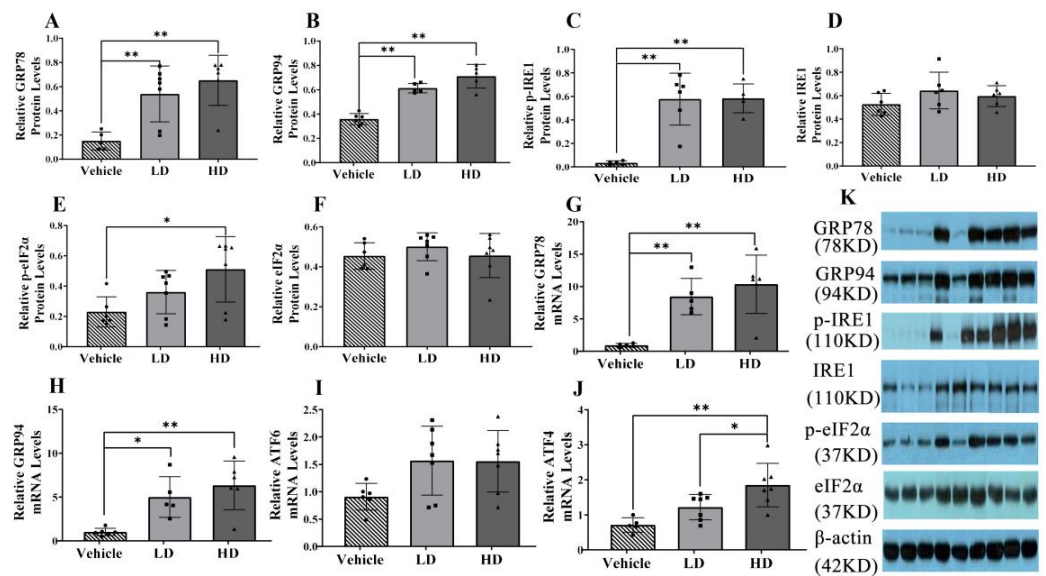 A
Relative GRP78
Protein Levels
1.0
0.8
0.6
0.4
0.2
0.0
**
**
Vehicle LD HD
B
Relative GRP94
Protein Levels
1.0
0.8
0.6
0.4
0.2
0.0
**
**
Vehicle LD HD
C
Relative p-IRE1
Protein Levels
1.0
0.8
0.6
0.4
0.2
0.0
**
**
Vehicle LD HD
D
Relative IRE1
Protein Levels
1.0
0.8
0.6
0.4
0.2
0.0
Vehicle LD HD
E
Relative p-eIF2α
Protein Levels
0.8
0.6
0.4
0.2
0.0
*
Vehicle LD HD
F
Relative eIF2α
Protein Levels
0.6
0.4
0.2
0.0
Vehicle LD HD
G
Relative GRP78
mRNA Levels
20
15
10
5
0
**
**
Vehicle LD HD
H
Relative GRP94
mRNA Levels
15
10
5
0
**
*
Vehicle LD HD
I
Relative ATF6
mRNA Levels
2.5
2.0
1.5
1.0
0.5
0.0
Vehicle LD HD
J
Relative ATF4
mRNA Levels
4
3
2
1
0
**
*
Vehicle LD HD
K
GRP78
(78KD)
GRP94
(94KD)
p-IRE1
(110KD)
IRE1
(110KD)
p-eIF2α
(37KD)
eIF2α
(37KD)
β-actin
(42KD)